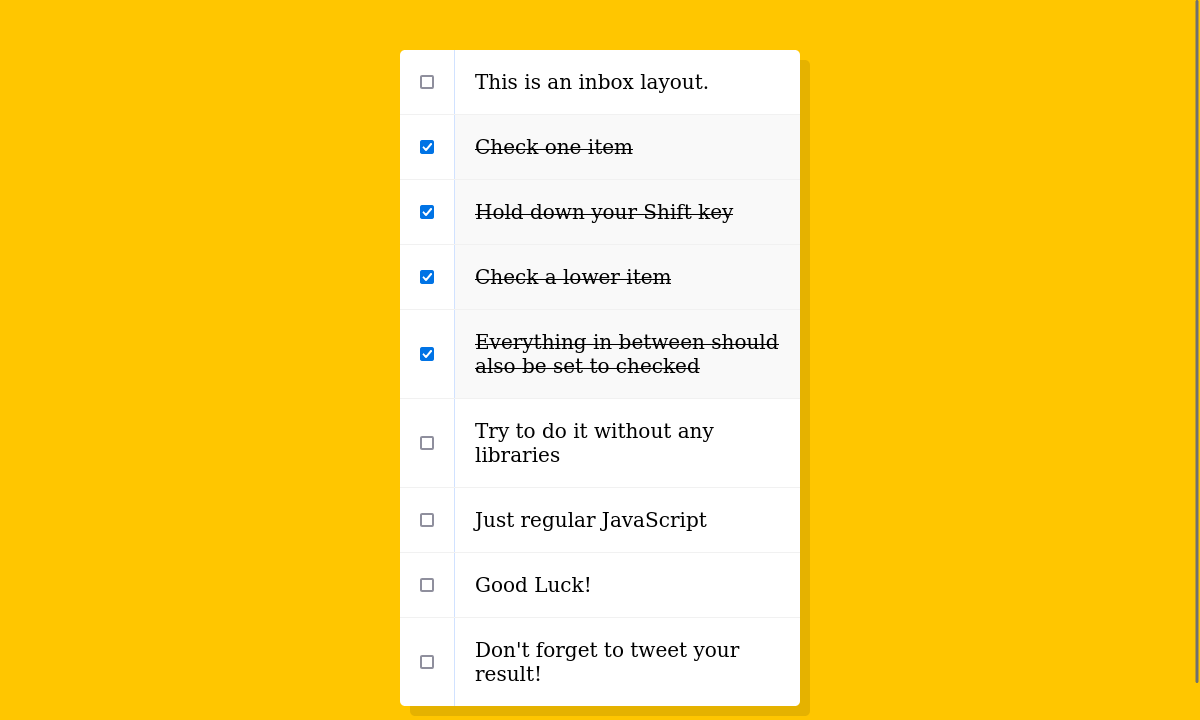 This is an inbox layout.
Check one item
Hold down your Shift key
Check a lower item
Everything in between should
also be set to checked
Try to do it without any
libraries
Just regular JavaScript
Good Luck!
Don't forget to tweet your
result!